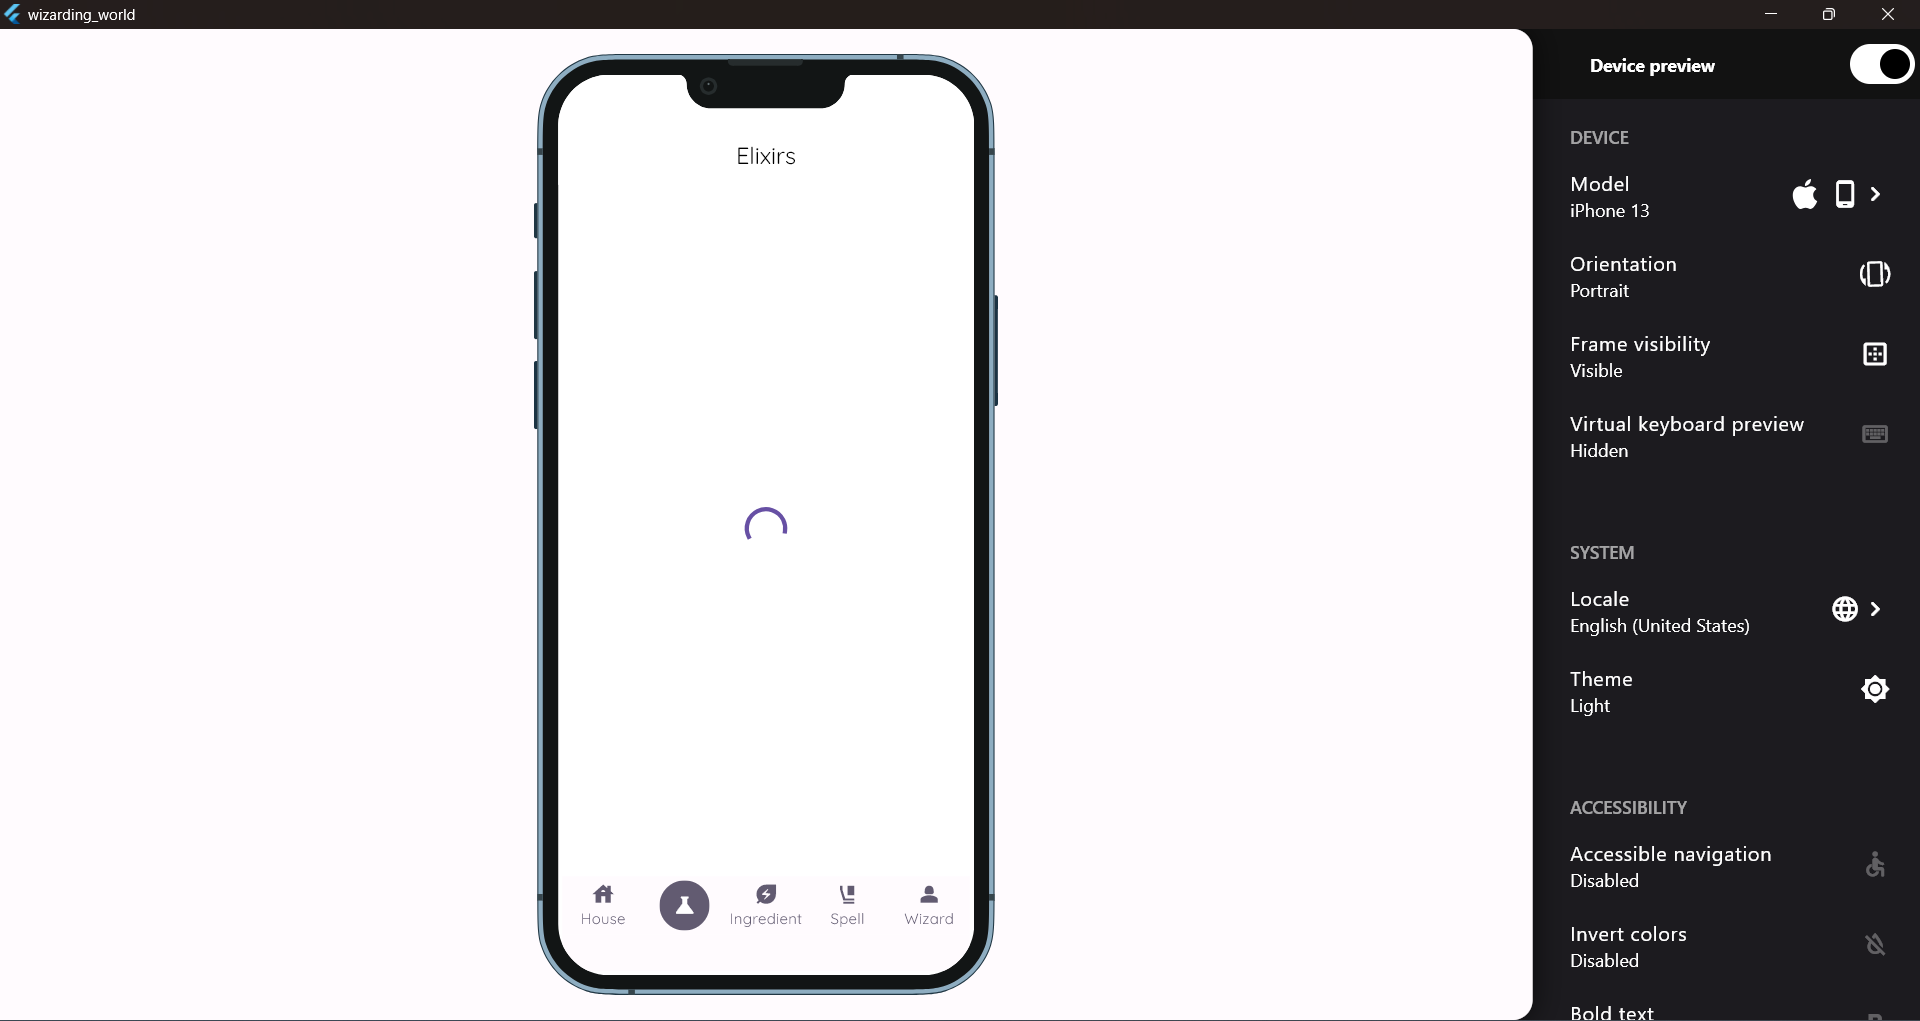 wizarding_world
Elixirs
House
Ingredient
Spell
Wizard
Device preview
DEVICE
Model
iPhone 13
Orientation
Portrait
Frame visibility
Visible
Virtual keyboard preview
Hidden
SYSTEM
Locale
English (United States)
Theme
Light
ACCESSIBILITY
Accessible navigation
Disabled
Invert colors
Disabled
Bold text